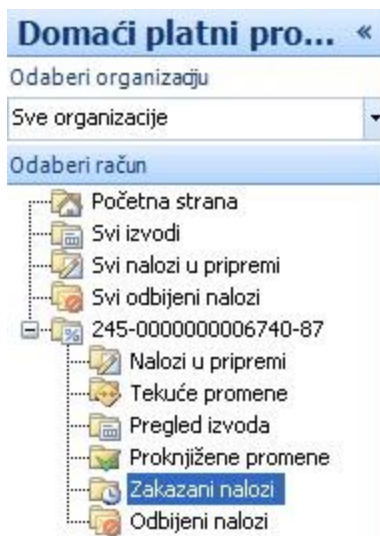 Domaći platni pro... «
Odaberi organizaciju
Sve organizacije
Odaberi račun
Početna strana
Svi izvodi
Svi nalozi u pripremi
Svi odbijeni nalozi
245-0000000006740-87
Nalozi u pripremi
Tekuće promene
Pregled izvoda
Proknjižene promene
Zakazani nalozi
Odbijeni nalozi